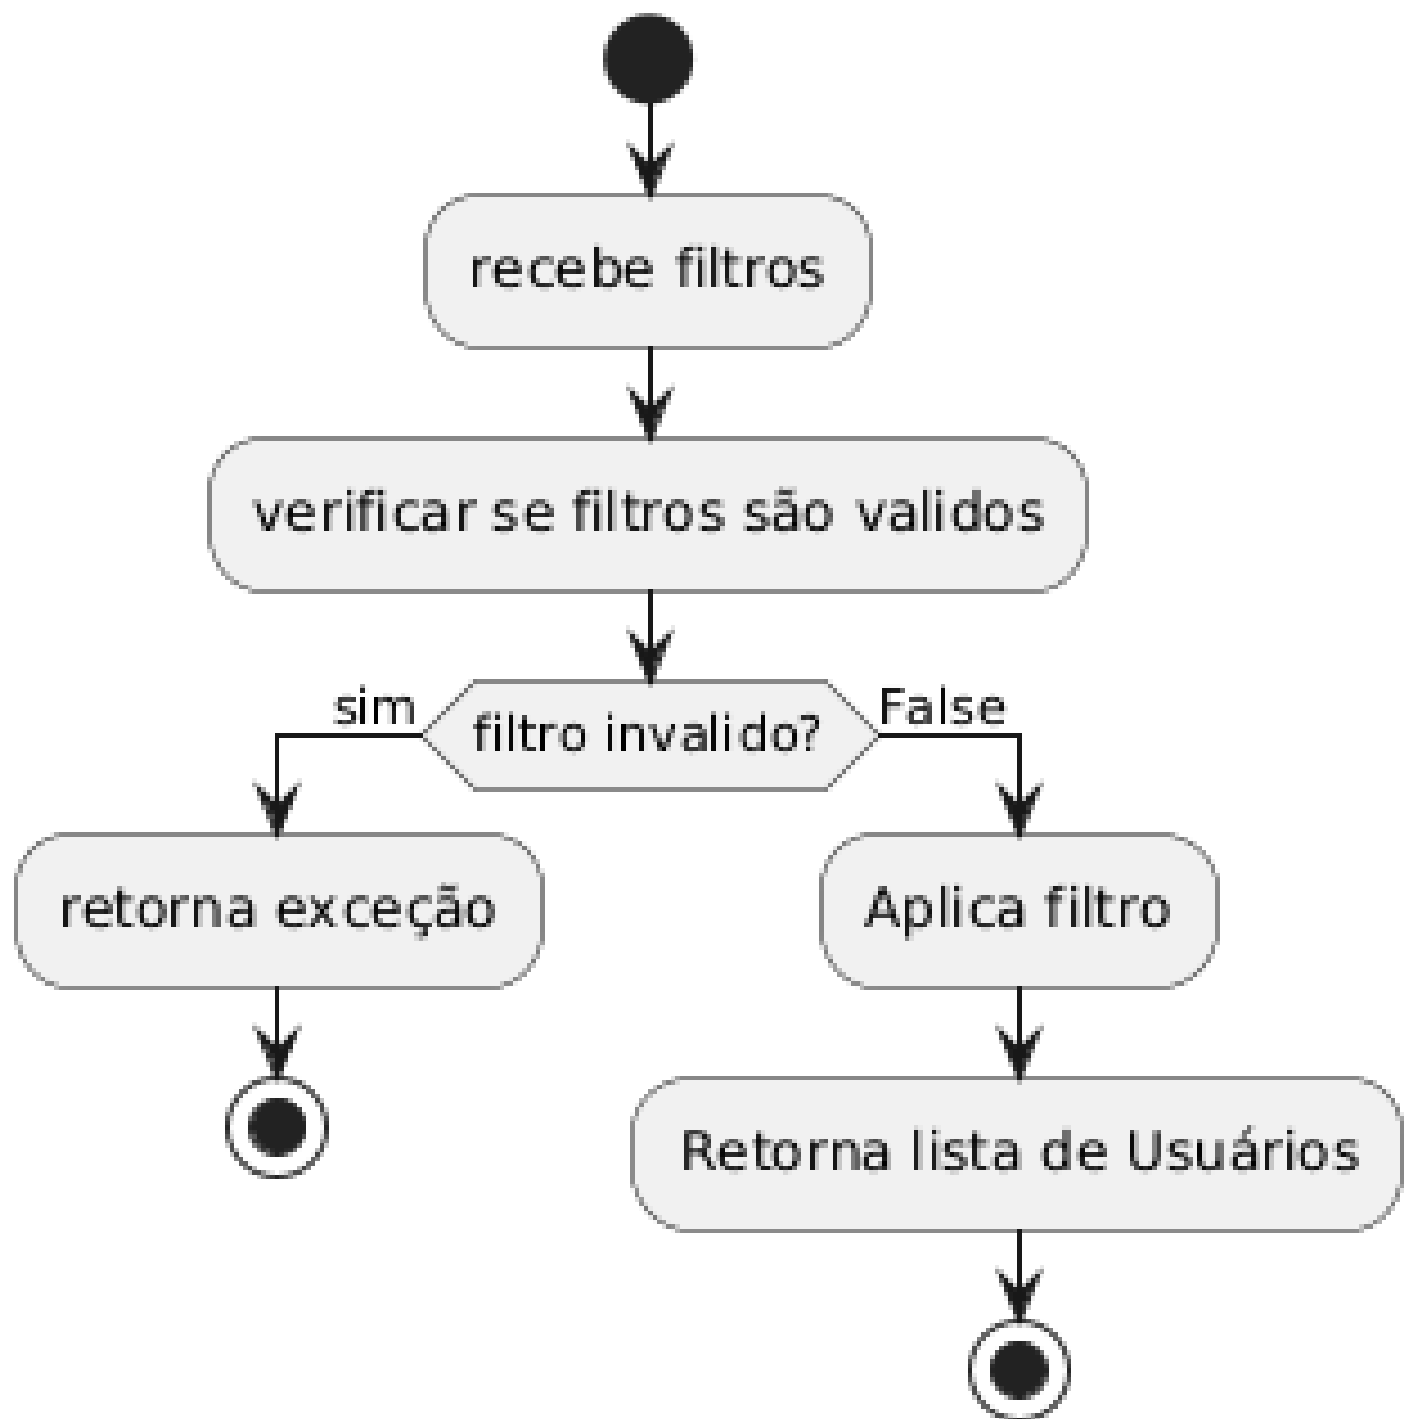 recebe filtros
verificar se filtros são validos
sim
filtro invalido?
False
retorna exceção
Aplica filtro
Retorna lista de Usuários